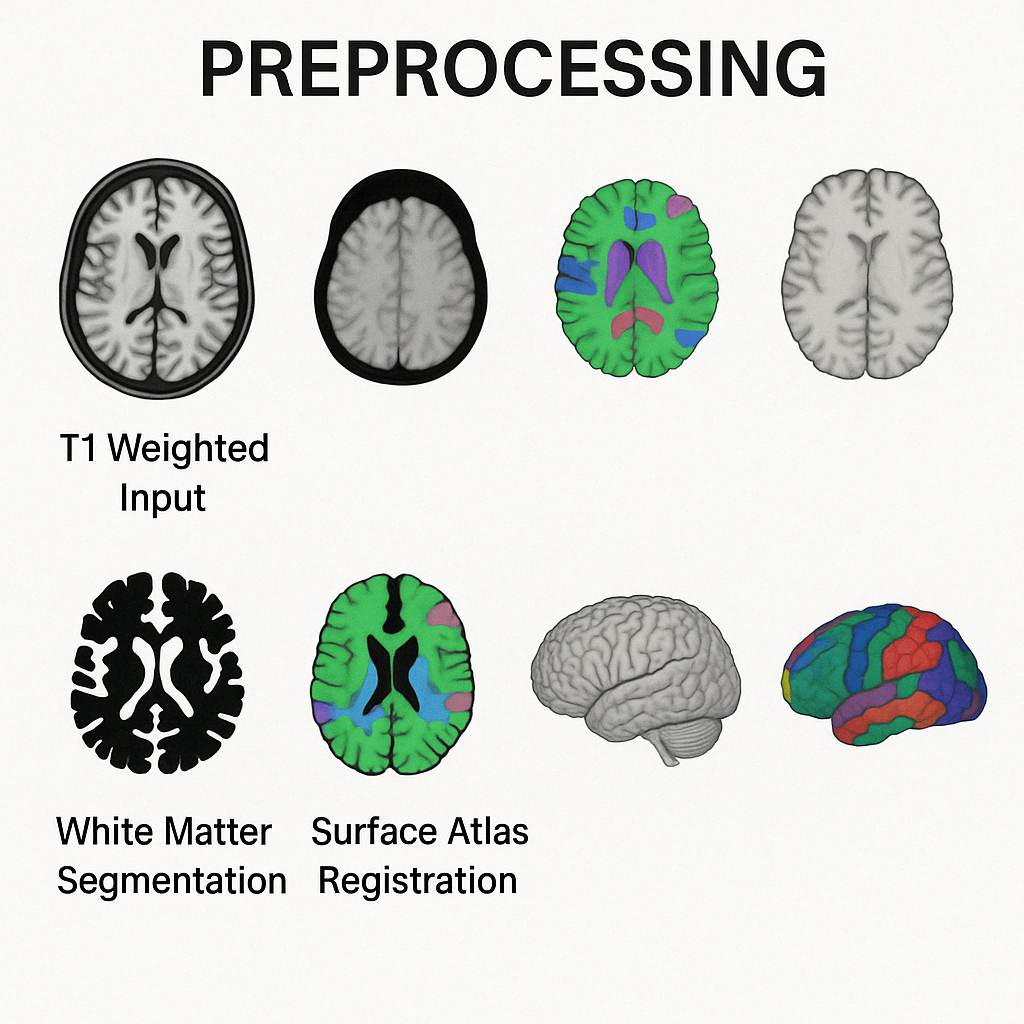 PREPROCESSING
T1 Weighted
Input
White Matter
Segmentation
Surface Atlas
Registration